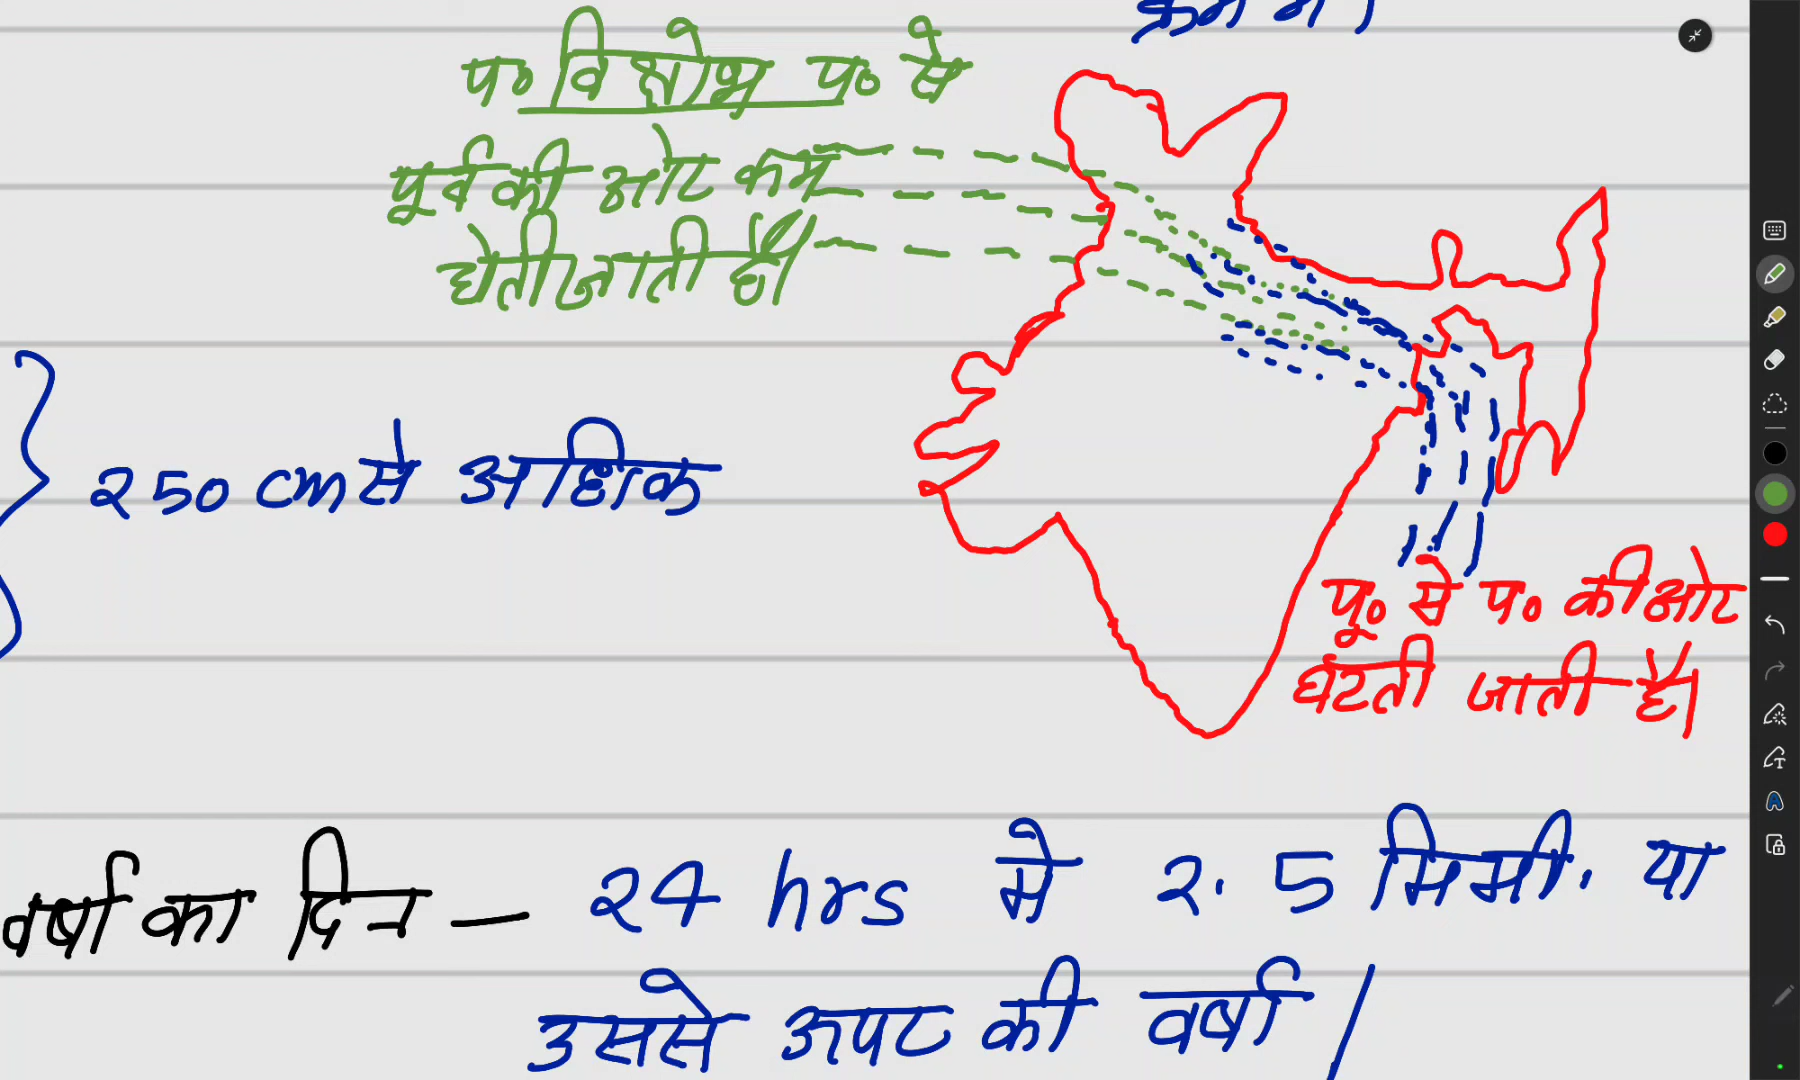 प० विक्षोभ प० से
पूर्व की ओर कम
होती जाती है।
250 cm से अधिक
पू० से प० की ओर
घटती जाती है।
वर्षा का दिन — 24 hrs मे 2.5 मिमी. या
उससे ऊपर की वर्षा।